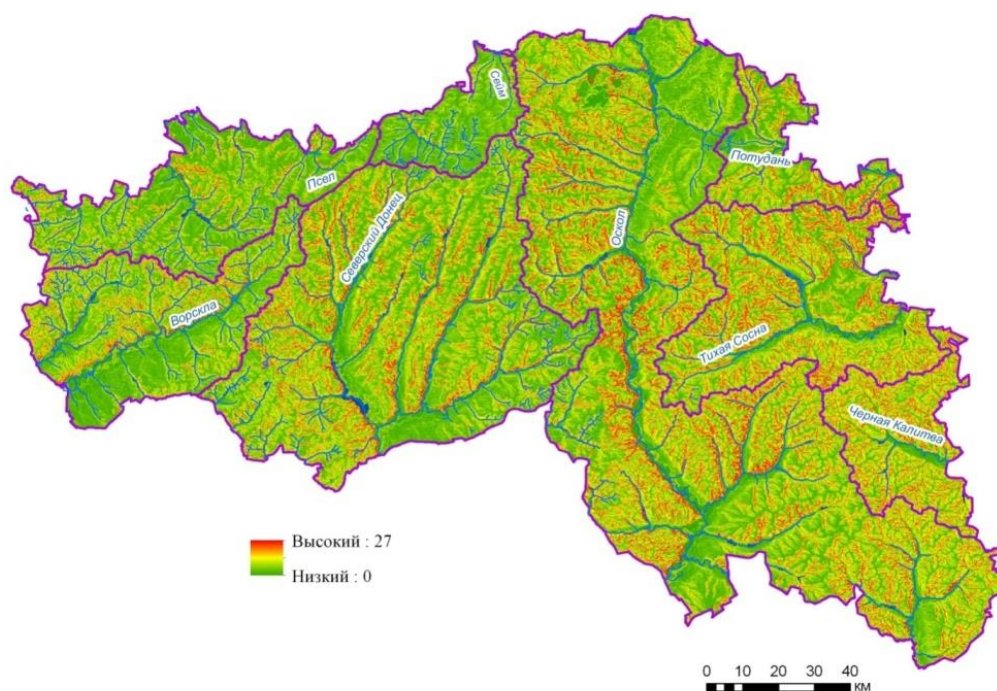 Сейм
Потудань
Псел
Северский Донец
Оскол
Ворскла
Тихая Сосна
Черная Калитва
Высокий : 27
Низкий : 0
0 10 20 30 40
КМ